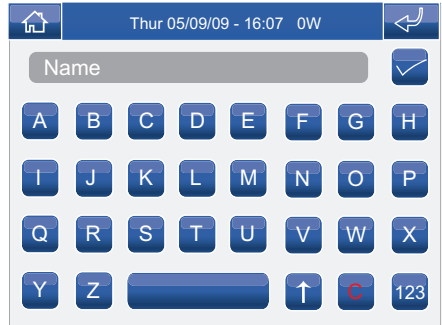 Thur 05/09/09 - 16:07 0W
Name
A B C D E F G H
I J K L M N O P
Q R S T U V W X
Y Z ↑ C 123